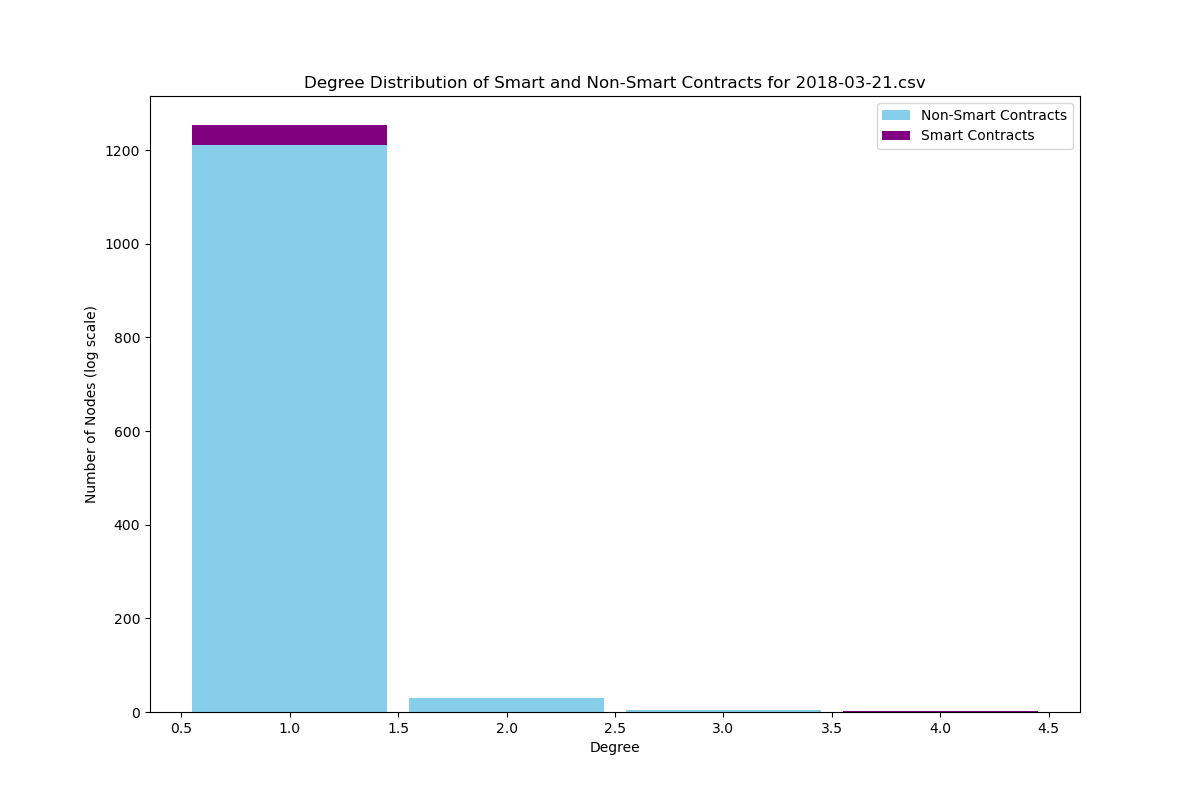 Degree Distribution of Smart and Non-Smart Contracts for 2018-03-21.csv
Non-Smart Contracts
Smart Contracts
Number of Nodes (log scale)
1200
1000
800
600
400
200
0
0.5 1.0 1.5 2.0 2.5 3.0 3.5 4.0 4.5
Degree